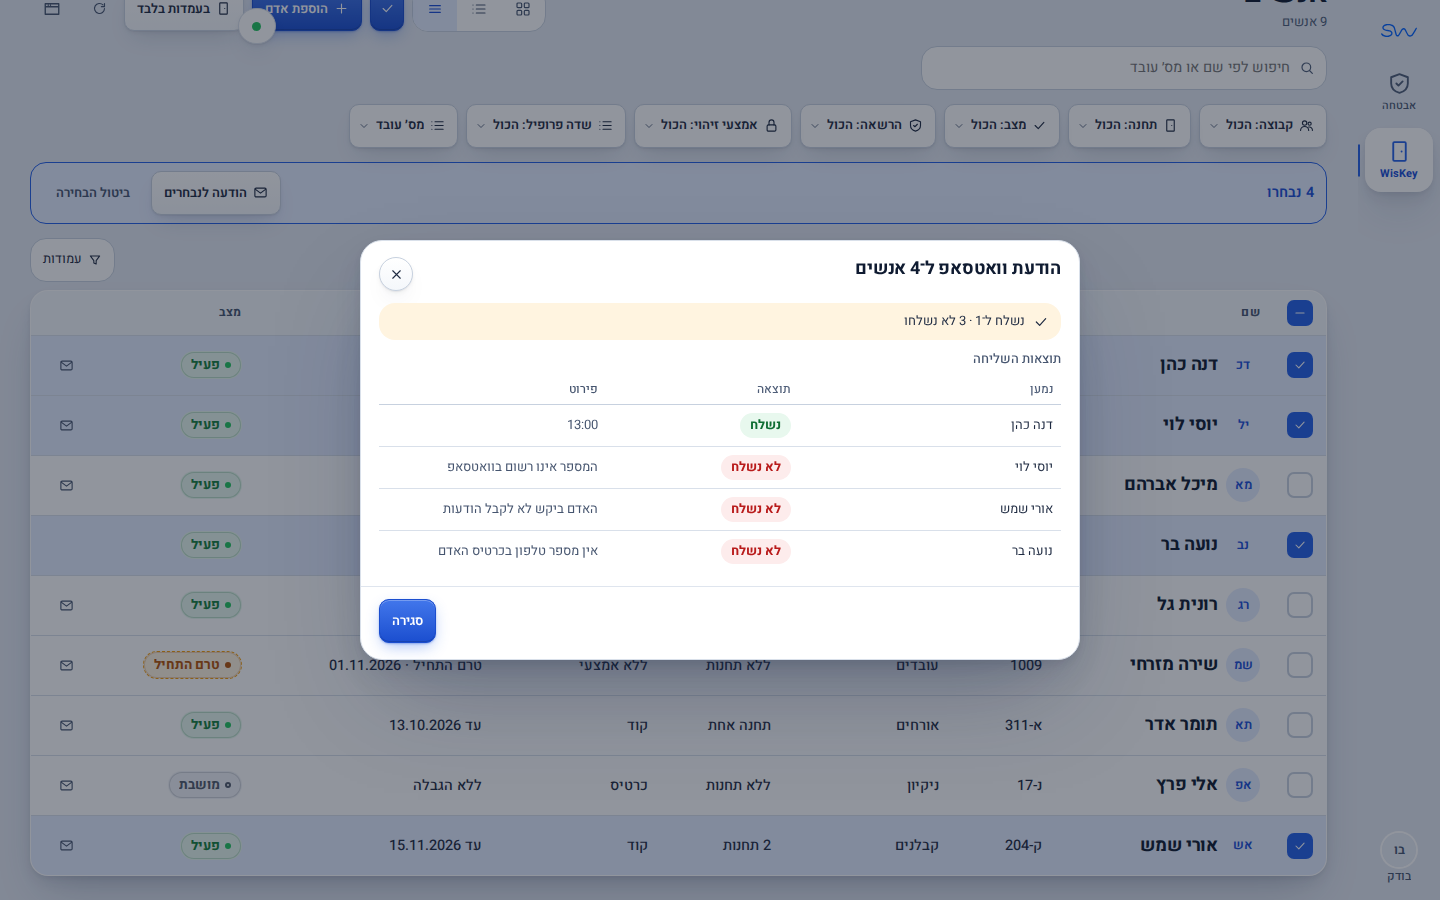 9 אנשים
הוספת אדם
בעמדות בלבד
חיפוש לפי שם או מס' עובד
קבוצה: הכול
תחנה: הכול
מצב: הכול
הרשאה: הכול
אמצעי זיהוי: הכול
שדה פרופיל: הכול
מס' עובד
4 נבחרו
הודעה לנבחרים
ביטול הבחירה
עמודות
שם
מצב
דכ דנה כהן פעיל
יל יוסי לוי פעיל
מא מיכל אברהם פעיל
נב נועה בר פעיל
רג רונית גל פעיל
שמ שירה מזרחי 1009 עובדים ללא תחנות ללא אמצעי טרם התחיל · 01.11.2026 טרם התחיל
תא תומר אדר א-311 אורחים תחנה אחת קוד עד 13.10.2026 פעיל
אפ אלי פרץ נ-17 ניקיון ללא תחנות כרטיס ללא הגבלה מושבת
אש אורי שמש ק-204 קבלנים 2 תחנות קוד עד 15.11.2026 פעיל
הודעת וואטסאפ ל־4 אנשים
נשלח ל־1 · 3 לא נשלחו
תוצאות השליחה
נמען תוצאה פירוט
דנה כהן נשלח 13:00
יוסי לוי לא נשלח המספר אינו רשום בוואטסאפ
אורי שמש לא נשלח האדם ביקש לא לקבל הודעות
נועה בר לא נשלח אין מספר טלפון בכרטיס האדם
סגירה
SW
אבטחה
WisKey
בו
בודק